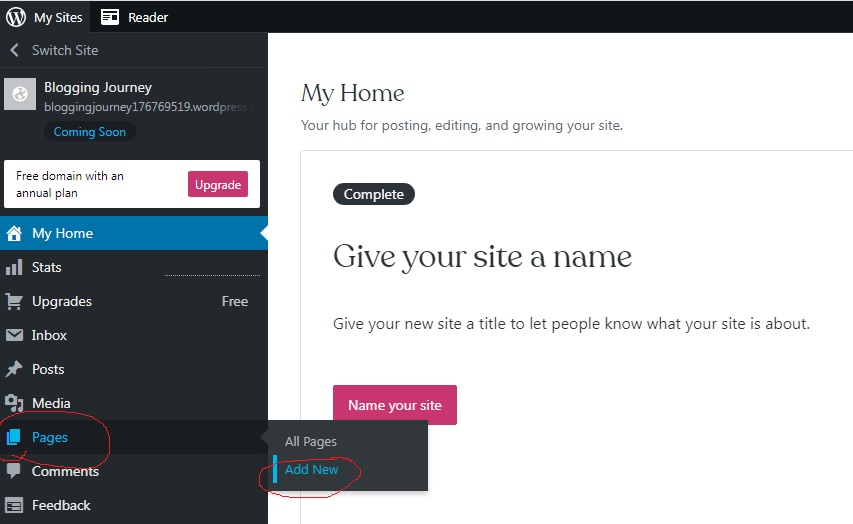 My Sites
Reader
Switch Site
Blogging Journey
bloggingjourney176769519.wordpress.
Coming Soon
Free domain with an
annual plan
Upgrade
My Home
Stats
Upgrades
Free
Inbox
Posts
Media
Pages
Comments
Feedback
All Pages
Add New
My Home
Your hub for posting, editing, and growing your site.
Complete
Give your site a name
Give your new site a title to let people know what your site is about.
Name your site